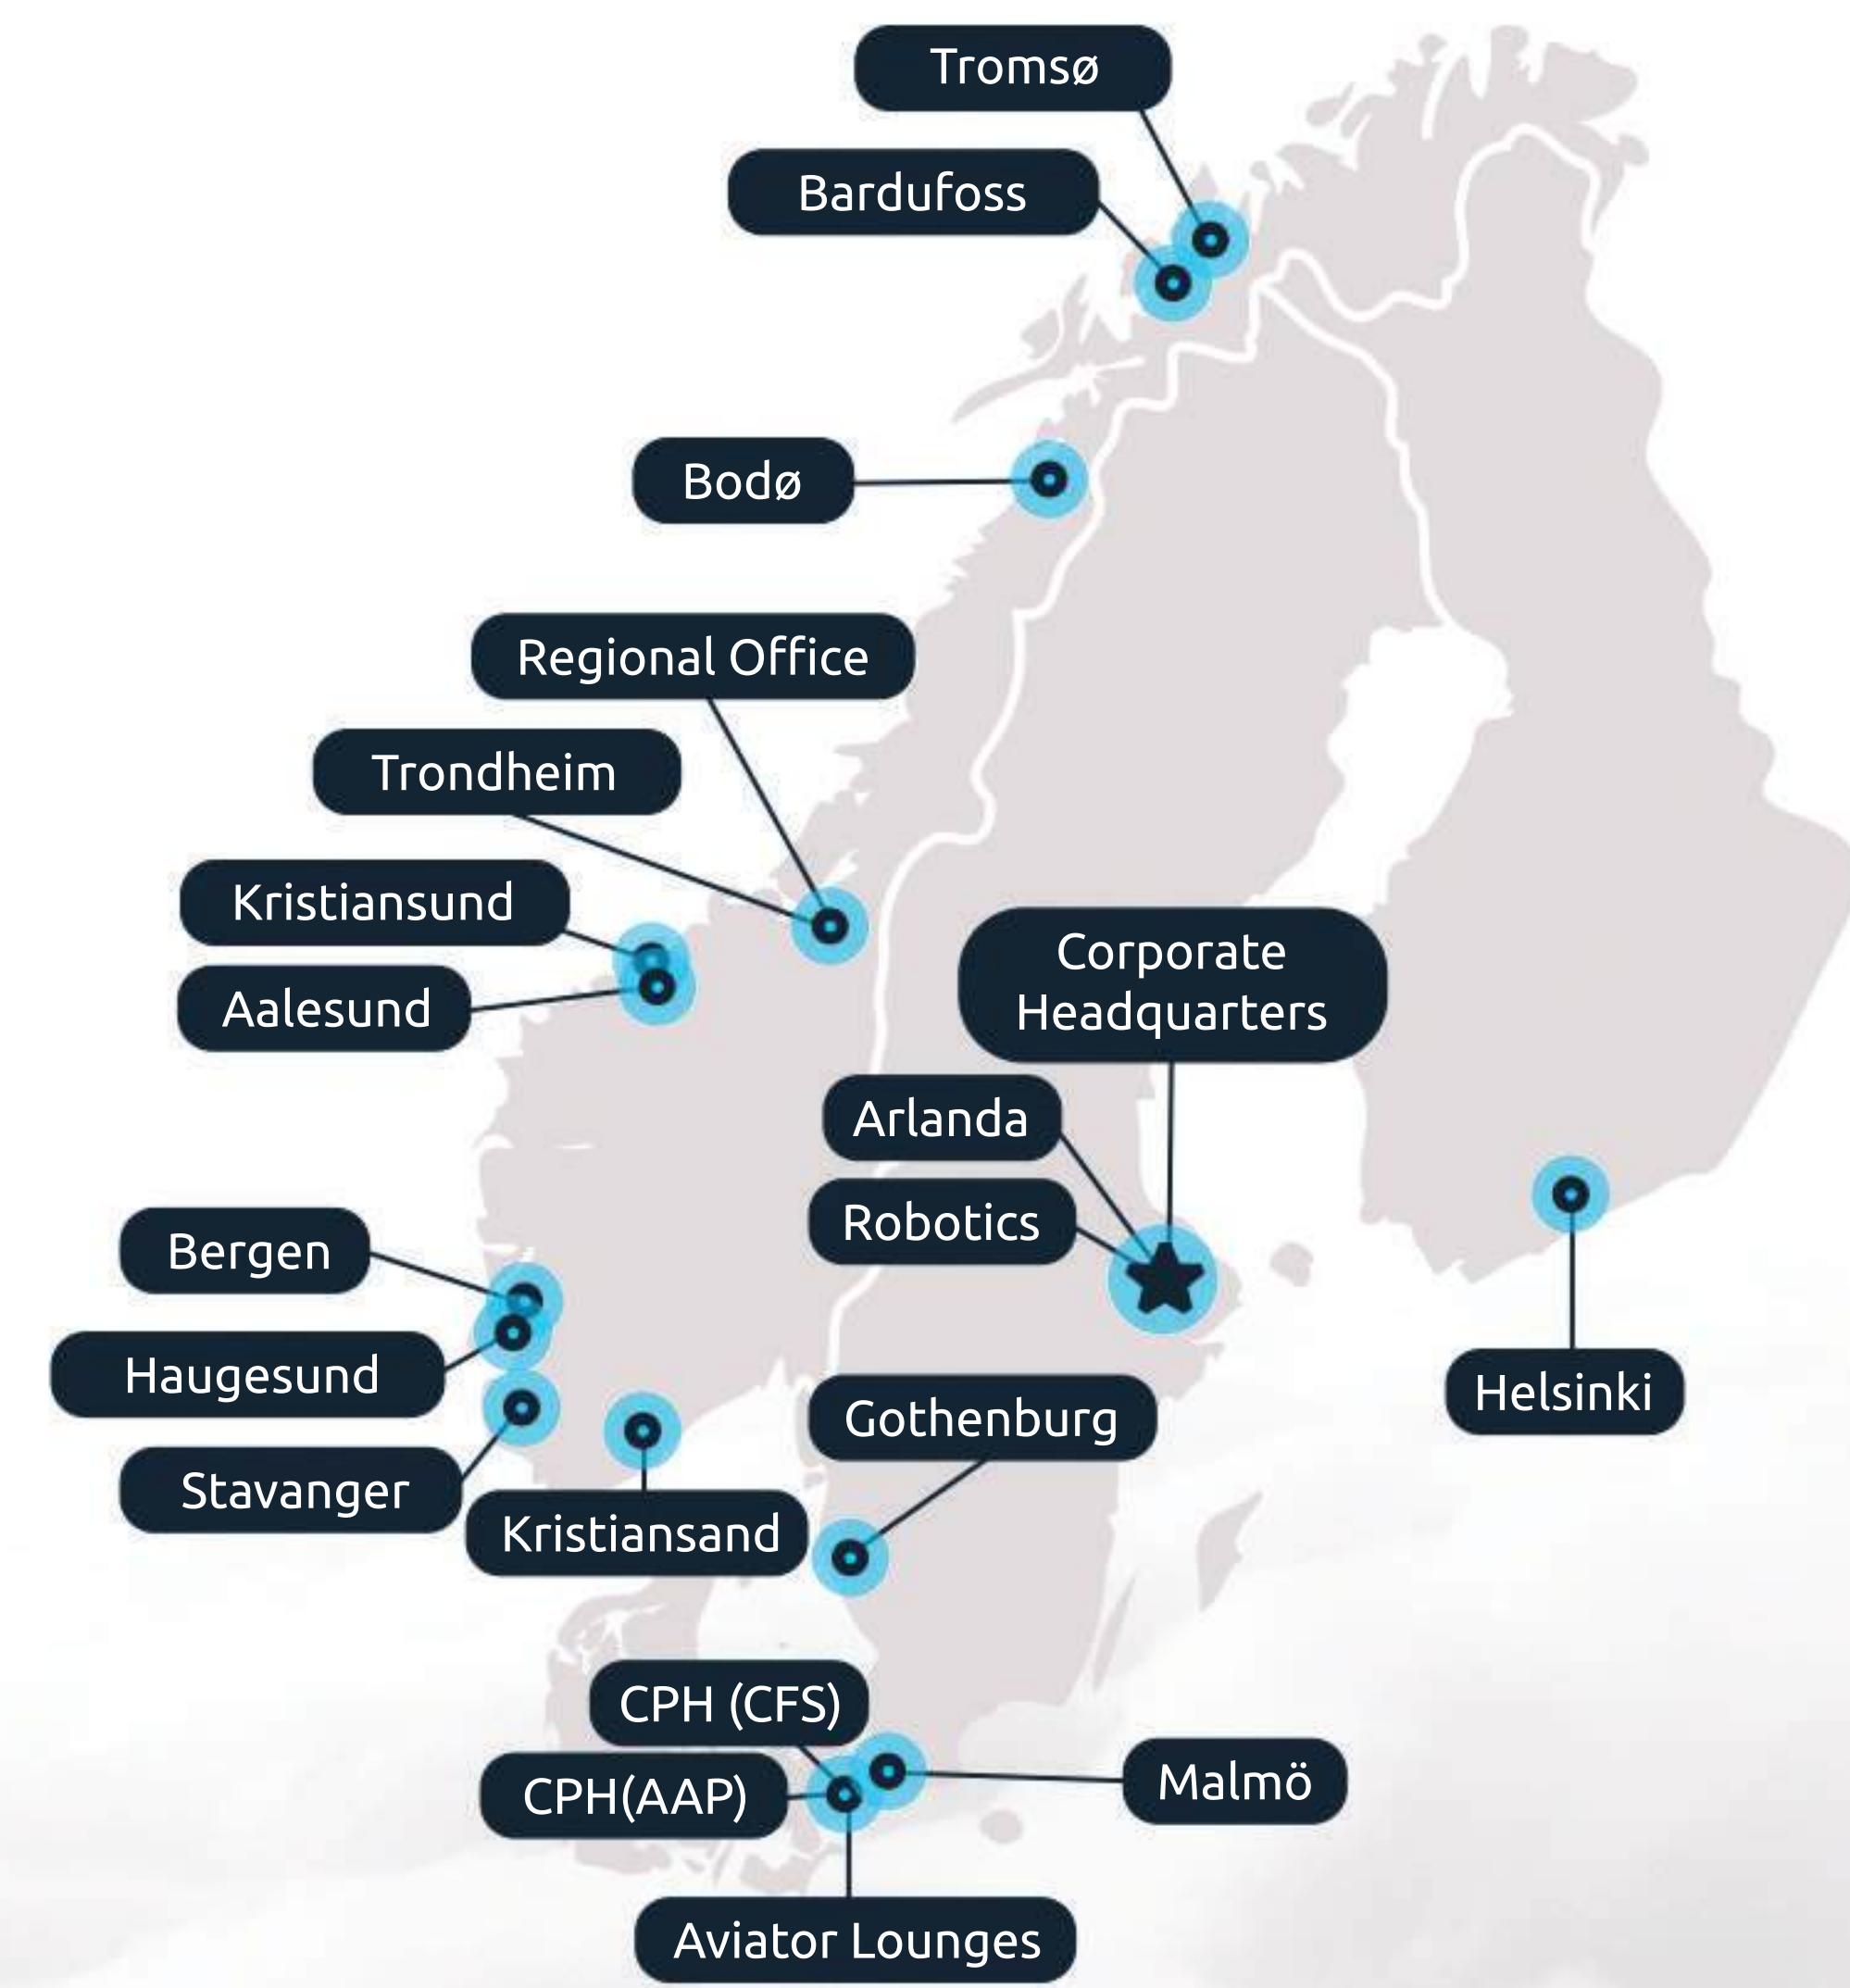 Tromsø
Bardufoss
Bodø
Regional Office
Trondheim
Kristiansund
Aalesund
Corporate
Headquarters
Arlanda
Robotics
Bergen
Haugesund
Stavanger
Kristiansand
Gothenburg
Helsinki
CPH (CFS)
CPH(AAP)
Malmö
Aviator Lounges